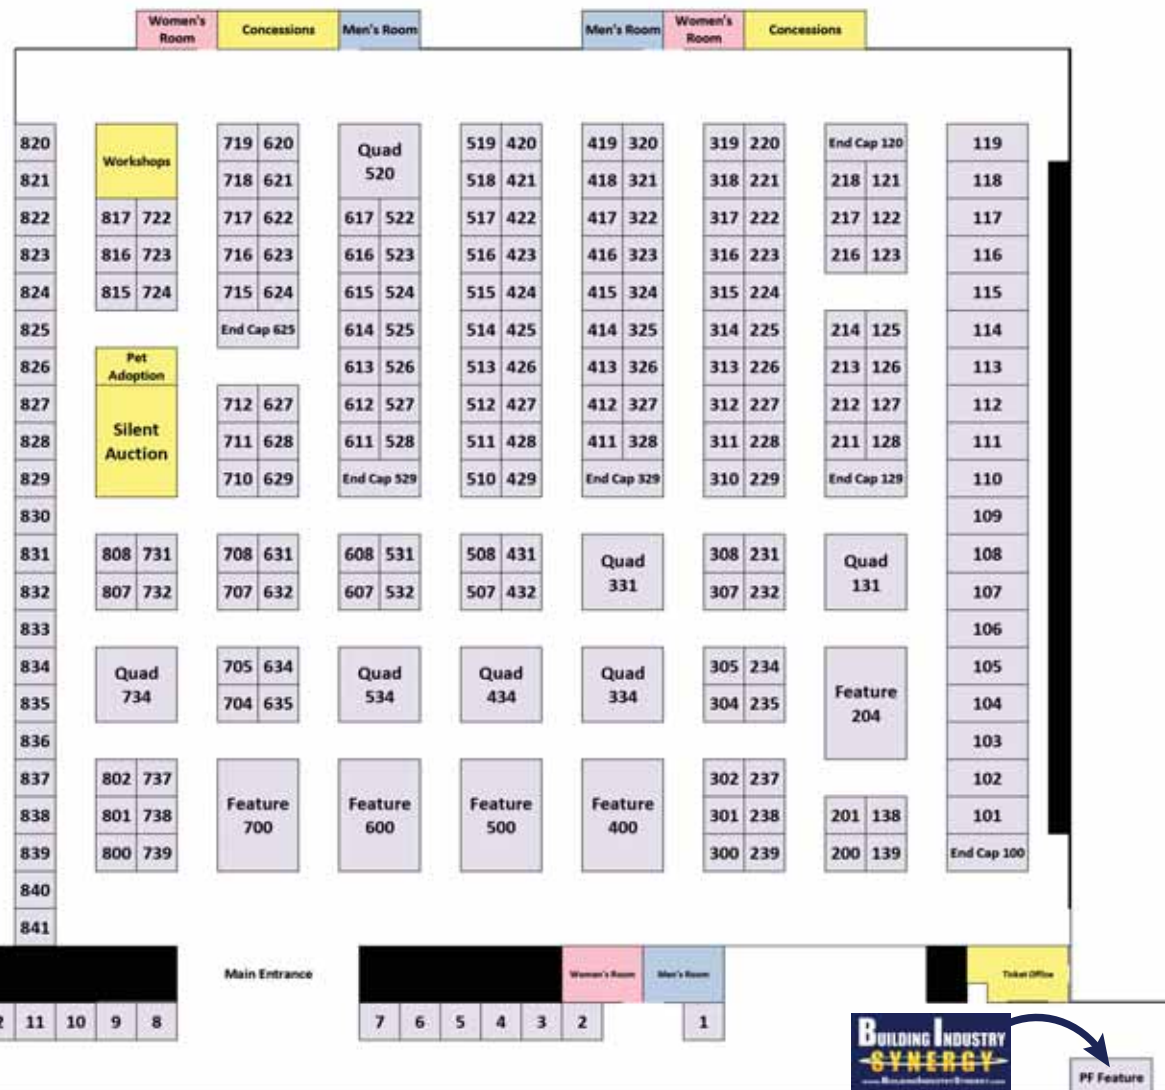 Women's Room Concessions Men's Room Men's Room Women's Room Concessions
820 Workshops 719 620 Quad 520 519 420 419 320 319 220 End Cap 120 119
821 718 621 518 421 418 321 318 221 218 121 118
822 817 722 717 622 617 522 517 422 417 322 317 222 217 122 117
823 816 723 716 623 616 523 516 423 416 323 316 223 216 123 116
824 815 724 715 624 615 524 515 424 415 324 315 224 115
825 End Cap 625 614 525 514 425 414 325 314 225 214 125 114
826 Pet Adoption 613 526 513 426 413 326 313 226 213 126 113
827 712 627 612 527 512 427 412 327 312 227 212 127 112
828 Silent Auction 711 628 611 528 511 428 411 328 311 228 211 128 111
829 710 629 End Cap 529 510 429 End Cap 329 310 229 End Cap 129 110
830 109
831 808 731 708 631 608 531 508 431 Quad 331 308 231 Quad 131 108
832 807 732 707 632 607 532 507 432 307 232 107
833 106
834 Quad 734 705 634 Quad 534 Quad 434 Quad 334 305 234 Feature 204 105
835 704 635 304 235 104
836 103
837 802 737 Feature 700 Feature 600 Feature 500 Feature 400 302 237 102
838 801 738 301 238 201 138 101
839 800 739 300 239 200 139 End Cap 100
840
841
Main Entrance Women's Room Men's Room Ticket Office
11 10 9 8 7 6 5 4 3 2 1
BUILDING INDUSTRY
SYNERGY
PF Feature